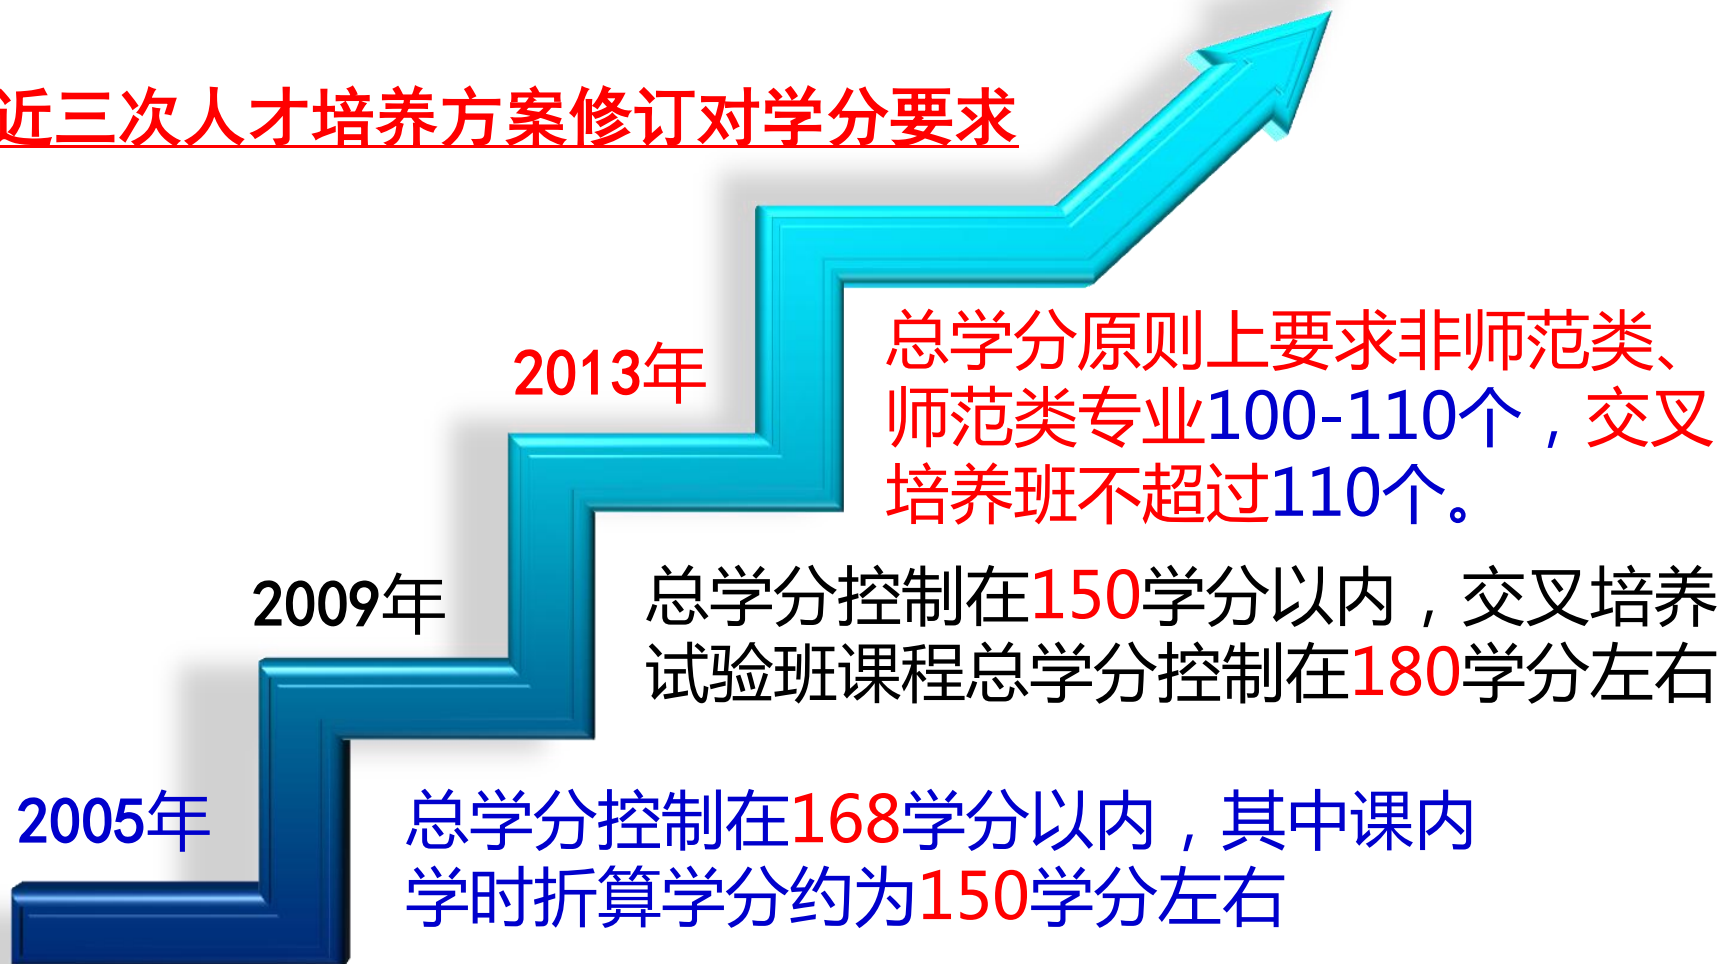 近三次人才培养方案修订对学分要求
2013年
总学分原则上要求非师范类、
师范类专业100-110个，交叉
培养班不超过110个。
2009年
总学分控制在150学分以内，交叉培养
试验班课程总学分控制在180学分左右
2005年
总学分控制在168学分以内，其中课内
学时折算学分约为150学分左右